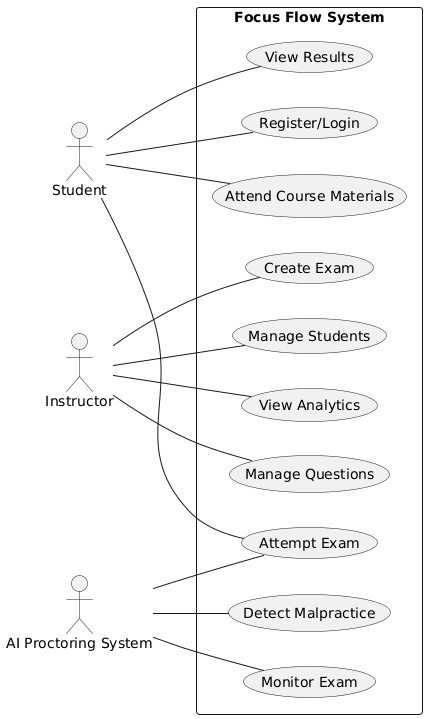 Focus Flow System
View Results
Register/Login
Student
Attend Course Materials
Create Exam
Manage Students
Instructor
View Analytics
Manage Questions
Attempt Exam
Detect Malpractice
AI Proctoring System
Monitor Exam